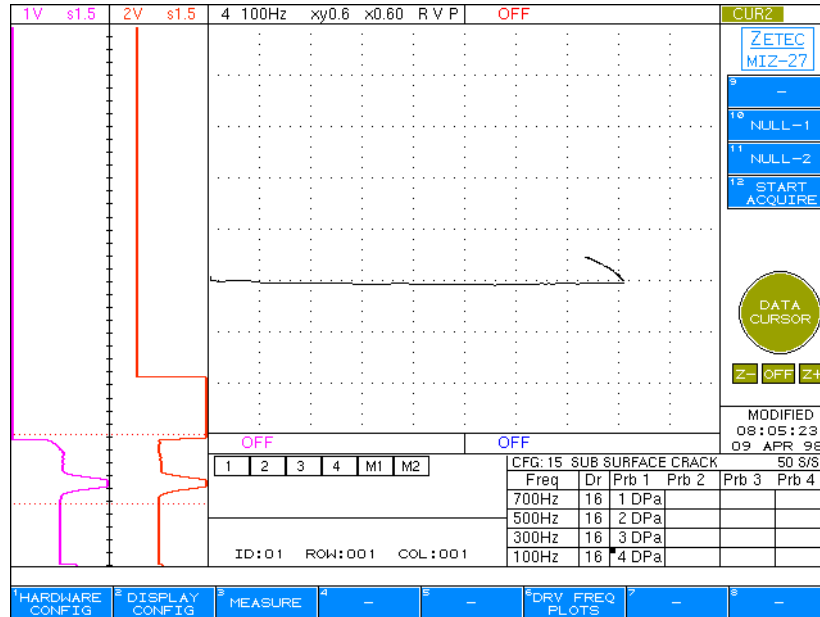 1V s1.5 2V s1.5 4 100Hz xy0.6 x0.60 R V P OFF CUR2
ZETEC
MIZ-27
9 –
10 NULL-1
11 NULL-2
12 START
ACQUIRE
DATA
CURSOR
Z- OFF Z+
MODIFIED
08:05:23
09 APR 98
OFF OFF
1 2 3 4 M1 M2
ID:01 ROW:001 COL:001
CFG: 15 SUB SURFACE CRACK 50 S/S
Freq Dr Prb 1 Prb 2 Prb 3 Prb 4
700Hz 16 1 DPa
500Hz 16 2 DPa
300Hz 16 3 DPa
100Hz 16 4 DPa
1 HARDWARE
CONFIG
2 DISPLAY
CONFIG
3 MEASURE
4 –
5 –
6 DRV FREQ
PLOTS
7 –
8 –